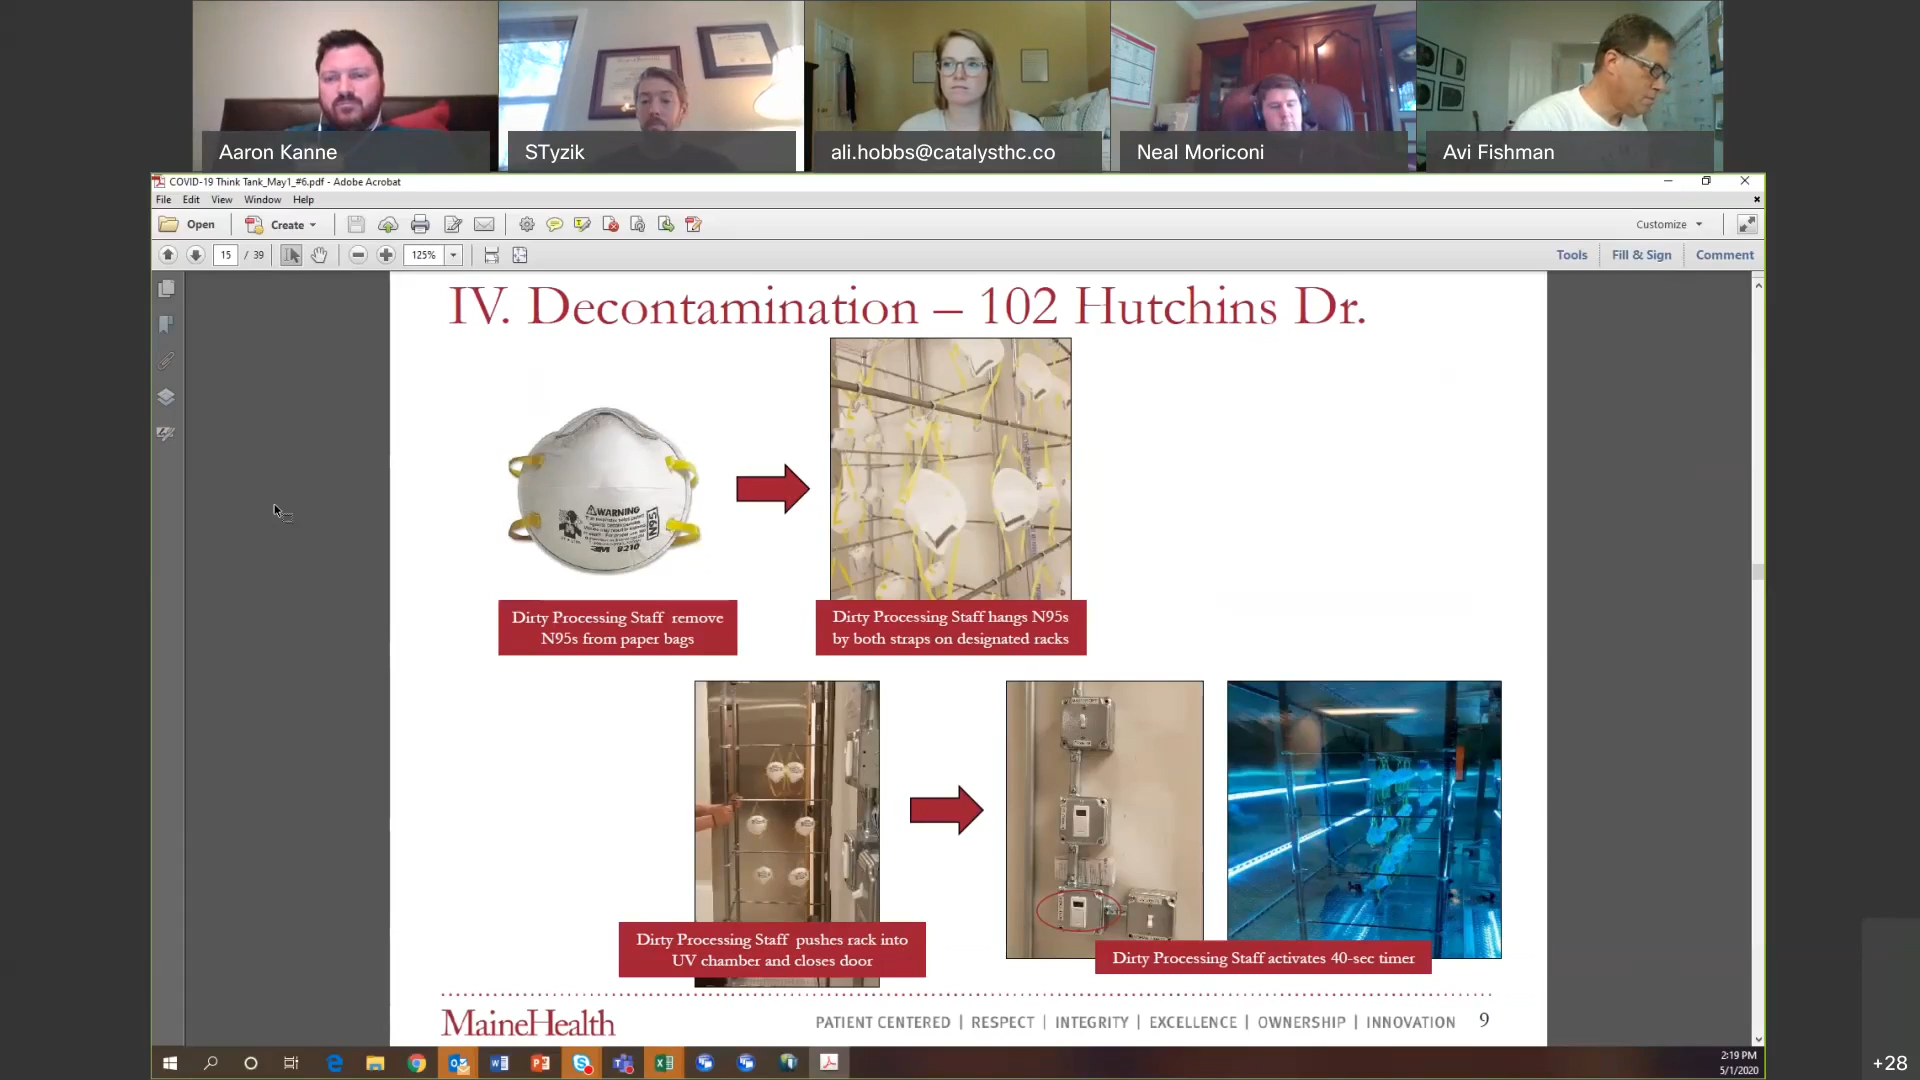 Aaron Kanne
STyzik
ali.hobbs@catalysthc.co
Neal Moriconi
Avi Fishman
COVID-19 Think Tank_May1_#6.pdf - Adobe Acrobat
File Edit View Window Help
Open
Create
Customize
15 / 39
125%
Tools
Fill & Sign
Comment
IV. Decontamination – 102 Hutchins Dr.
WARNING
N95
3M 8210
Dirty Processing Staff remove
N95s from paper bags
Dirty Processing Staff hangs N95s
by both straps on designated racks
Dirty Processing Staff pushes rack into
UV chamber and closes door
Dirty Processing Staff activates 40-sec timer
MaineHealth
PATIENT CENTERED | RESPECT | INTEGRITY | EXCELLENCE | OWNERSHIP | INNOVATION
9
2:19 PM
5/1/2020
+28